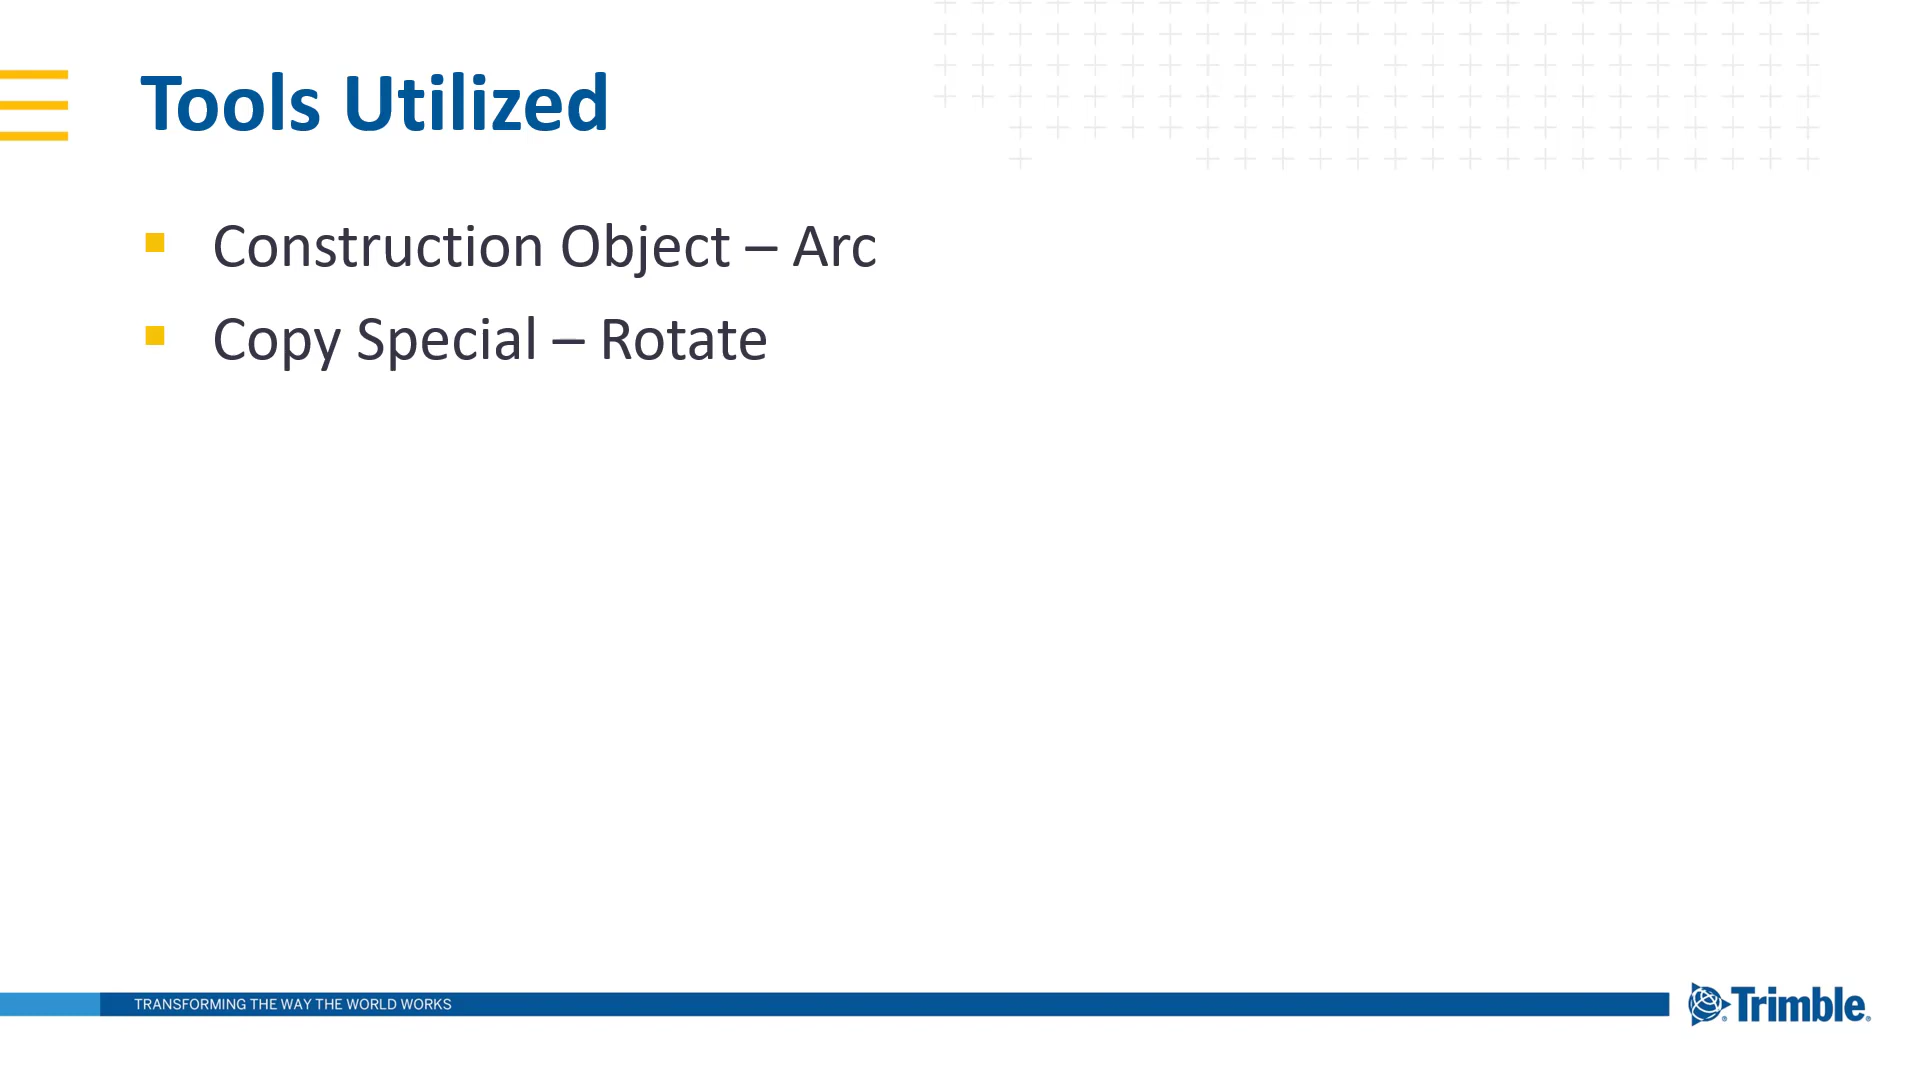 Tools Utilized
▪ Construction Object – Arc
▪ Copy Special – Rotate
TRANSFORMING THE WAY THE WORLD WORKS
Trimble®